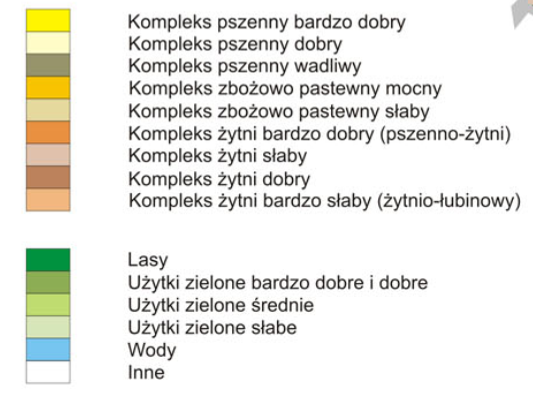 Kompleks pszenny bardzo dobry
Kompleks pszenny dobry
Kompleks pszenny wadliwy
Kompleks zbożowo pastewny mocny
Kompleks zbożowo pastewny słaby
Kompleks żytni bardzo dobry (pszenno-żytni)
Kompleks żytni słaby
Kompleks żytni dobry
Kompleks żytni bardzo słaby (żytnio-łubinowy)
Lasy
Użytki zielone bardzo dobre i dobre
Użytki zielone średnie
Użytki zielone słabe
Wody
Inne